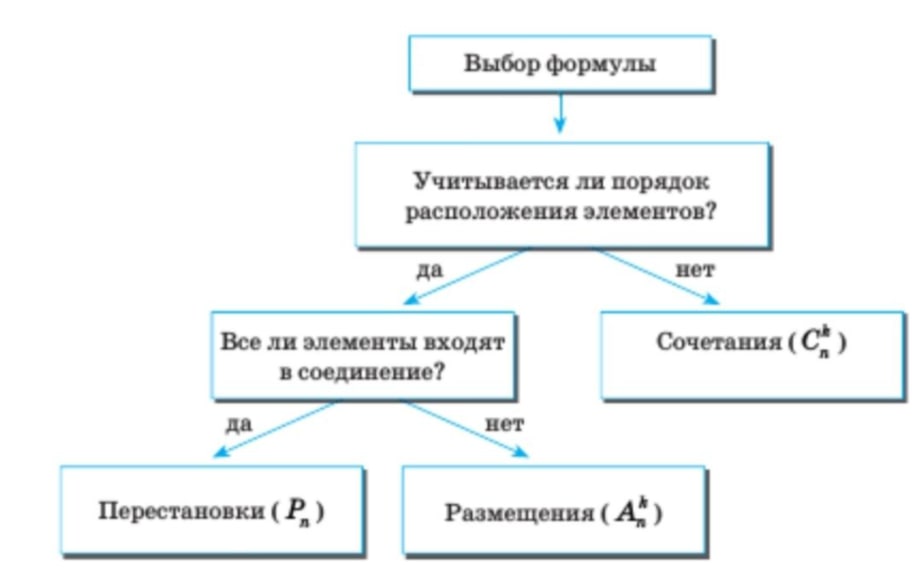 Выбор формулы
Учитывается ли порядок
расположения элементов?
да
нет
Все ли элементы входят
в соединение?
Сочетания ( C_n^k )
да
нет
Перестановки ( P_n )
Размещения ( A_n^k )